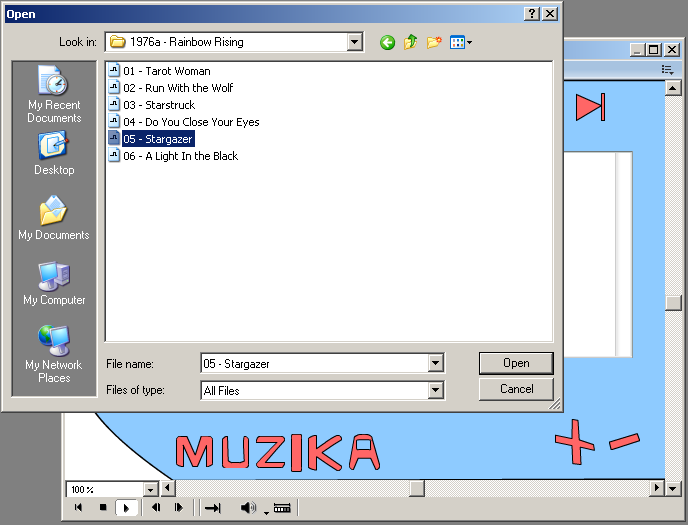 Open
Look in:
1976a - Rainbow Rising
My Recent
Documents
Desktop
My Documents
My Computer
My Network
Places
01 - Tarot Woman
02 - Run With the Wolf
03 - Starstruck
04 - Do You Close Your Eyes
05 - Stargazer
06 - A Light In the Black
File name:
05 - Stargazer
Open
Files of type:
All Files
Cancel
MUZIKA
+ -
100 %